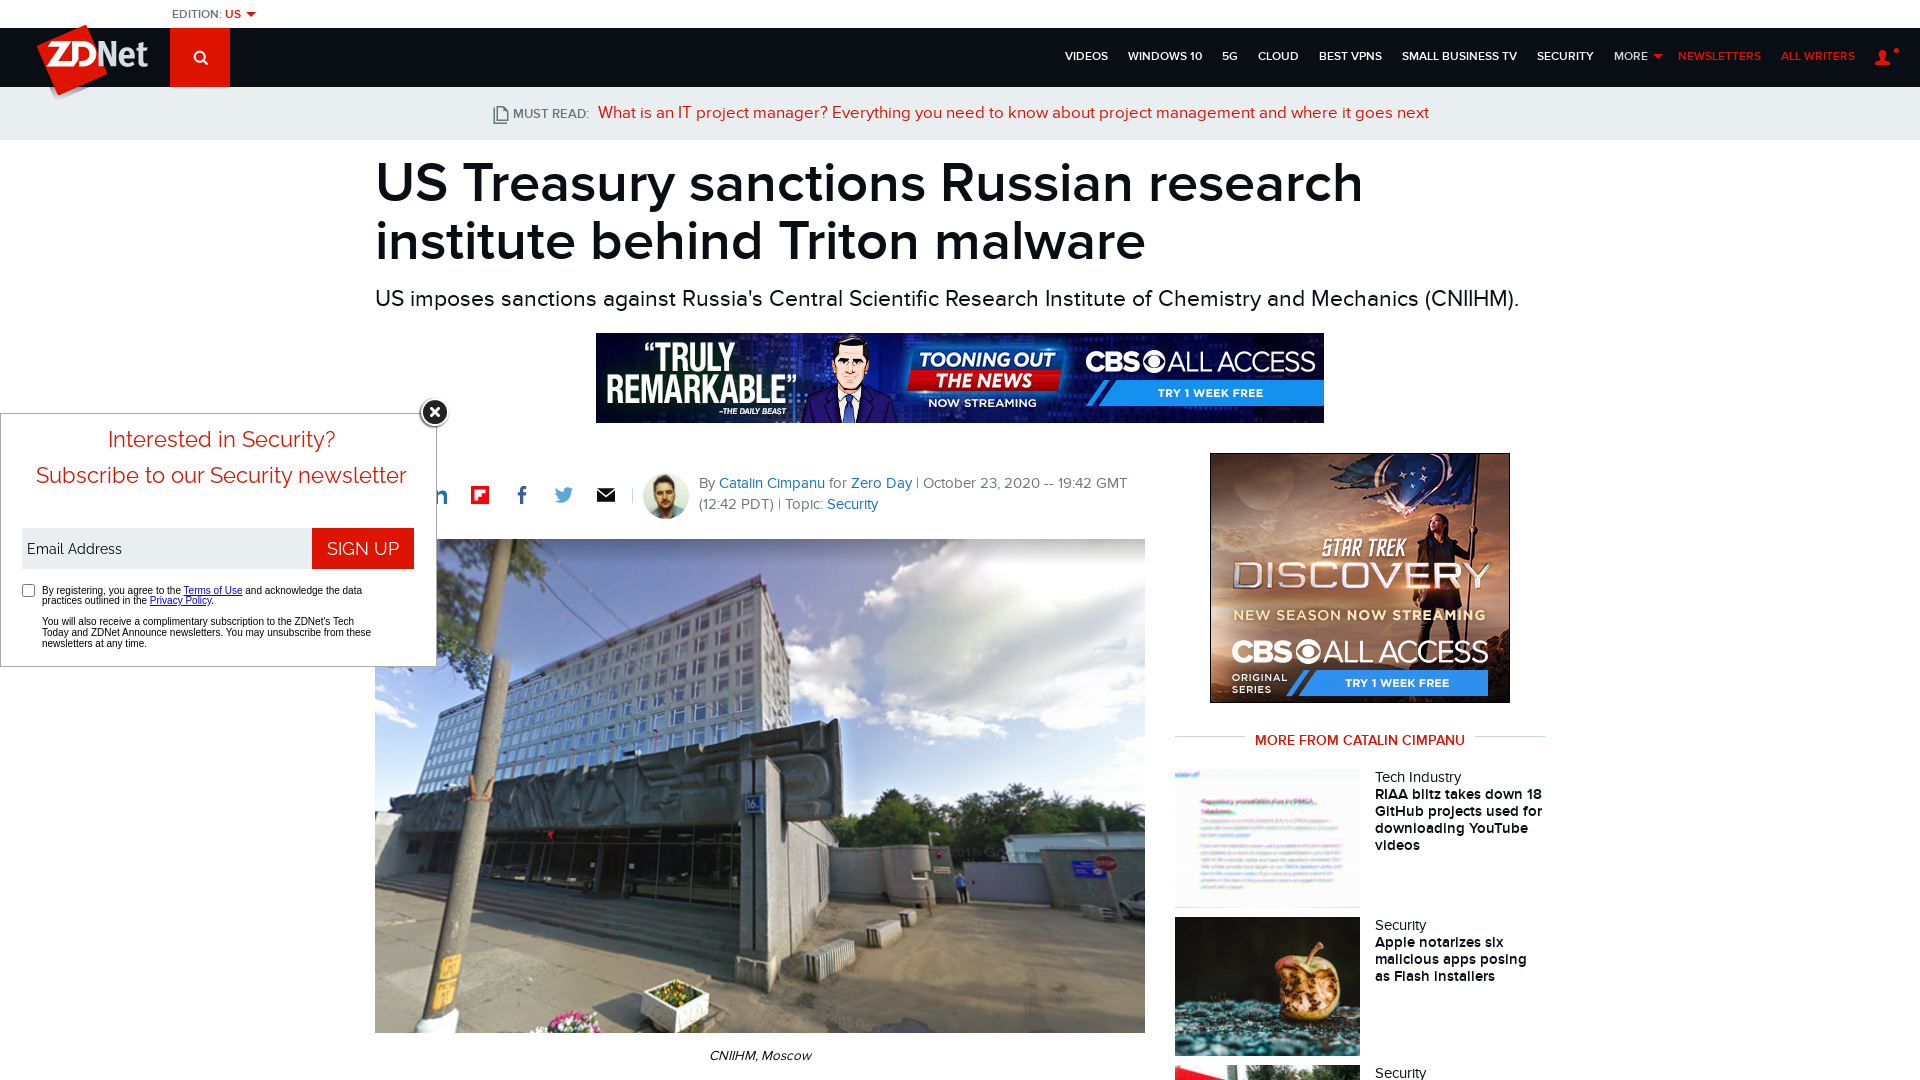 EDITION: US
ZDNet
VIDEOS WINDOWS 10 5G CLOUD BEST VPNS SMALL BUSINESS TV SECURITY MORE NEWSLETTERS ALL WRITERS
MUST READ: What is an IT project manager? Everything you need to know about project management and where it goes next
US Treasury sanctions Russian research
institute behind Triton malware
US imposes sanctions against Russia's Central Scientific Research Institute of Chemistry and Mechanics (CNIIHM).
"TRULY
REMARKABLE"
–THE DAILY BEAST
TOONING OUT
THE NEWS
NOW STREAMING
CBS ALL ACCESS
TRY 1 WEEK FREE
Interested in Security?
Subscribe to our Security newsletter
Email Address
SIGN UP
By registering, you agree to the Terms of Use and acknowledge the data
practices outlined in the Privacy Policy.
You will also receive a complimentary subscription to the ZDNet's Tech
Today and ZDNet Announce newsletters. You may unsubscribe from these
newsletters at any time.
By Catalin Cimpanu for Zero Day | October 23, 2020 -- 19:42 GMT
(12:42 PDT) | Topic: Security
16
STOP
CNIIHM, Moscow
STAR TREK
DISCOVERY
NEW SEASON NOW STREAMING
CBS ALL ACCESS
ORIGINAL
SERIES
TRY 1 WEEK FREE
MORE FROM CATALIN CIMPANU
Tech Industry
RIAA blitz takes down 18
GitHub projects used for
downloading YouTube
videos
Security
Apple notarizes six
malicious apps posing
as Flash installers
Security